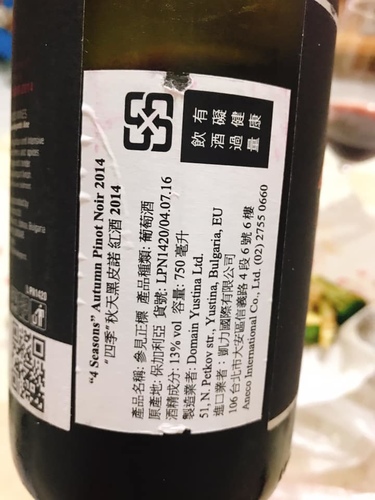 "4 Seasons" Autumn Pinot Noir 2014
"四季"秋天黑皮諾 紅酒 2014
產品名稱: 參見正標 產品種類: 葡萄酒
原產地: 保加利亞 貨號: LPN1420/04.07.16
酒精成分: 13% vol 容量: 750 毫升
製造業者: Domain Yustina Ltd.
51, N. Petkov str., Yustina, Bulgaria, EU
進口業者: 凱力國際有限公司
106 台北市大安區信義路 4 段 6 號 6 樓
Aneco International Co., Ltd. (02) 2755 0660
飲酒過量
有礙健康